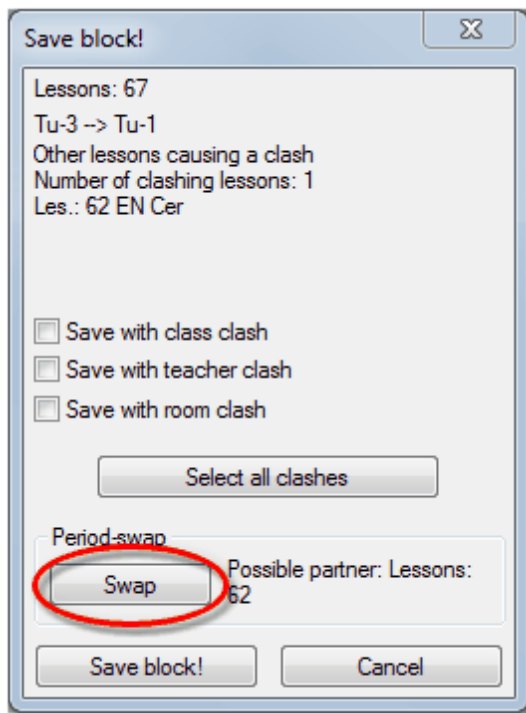 Save block!
Lessons: 67
Tu-3 --> Tu-1
Other lessons causing a clash
Number of clashing lessons: 1
Les.: 62 EN Cer
Save with class clash
Save with teacher clash
Save with room clash
Select all clashes
Period-swap
Swap
Possible partner: Lessons:
62
Save block!
Cancel